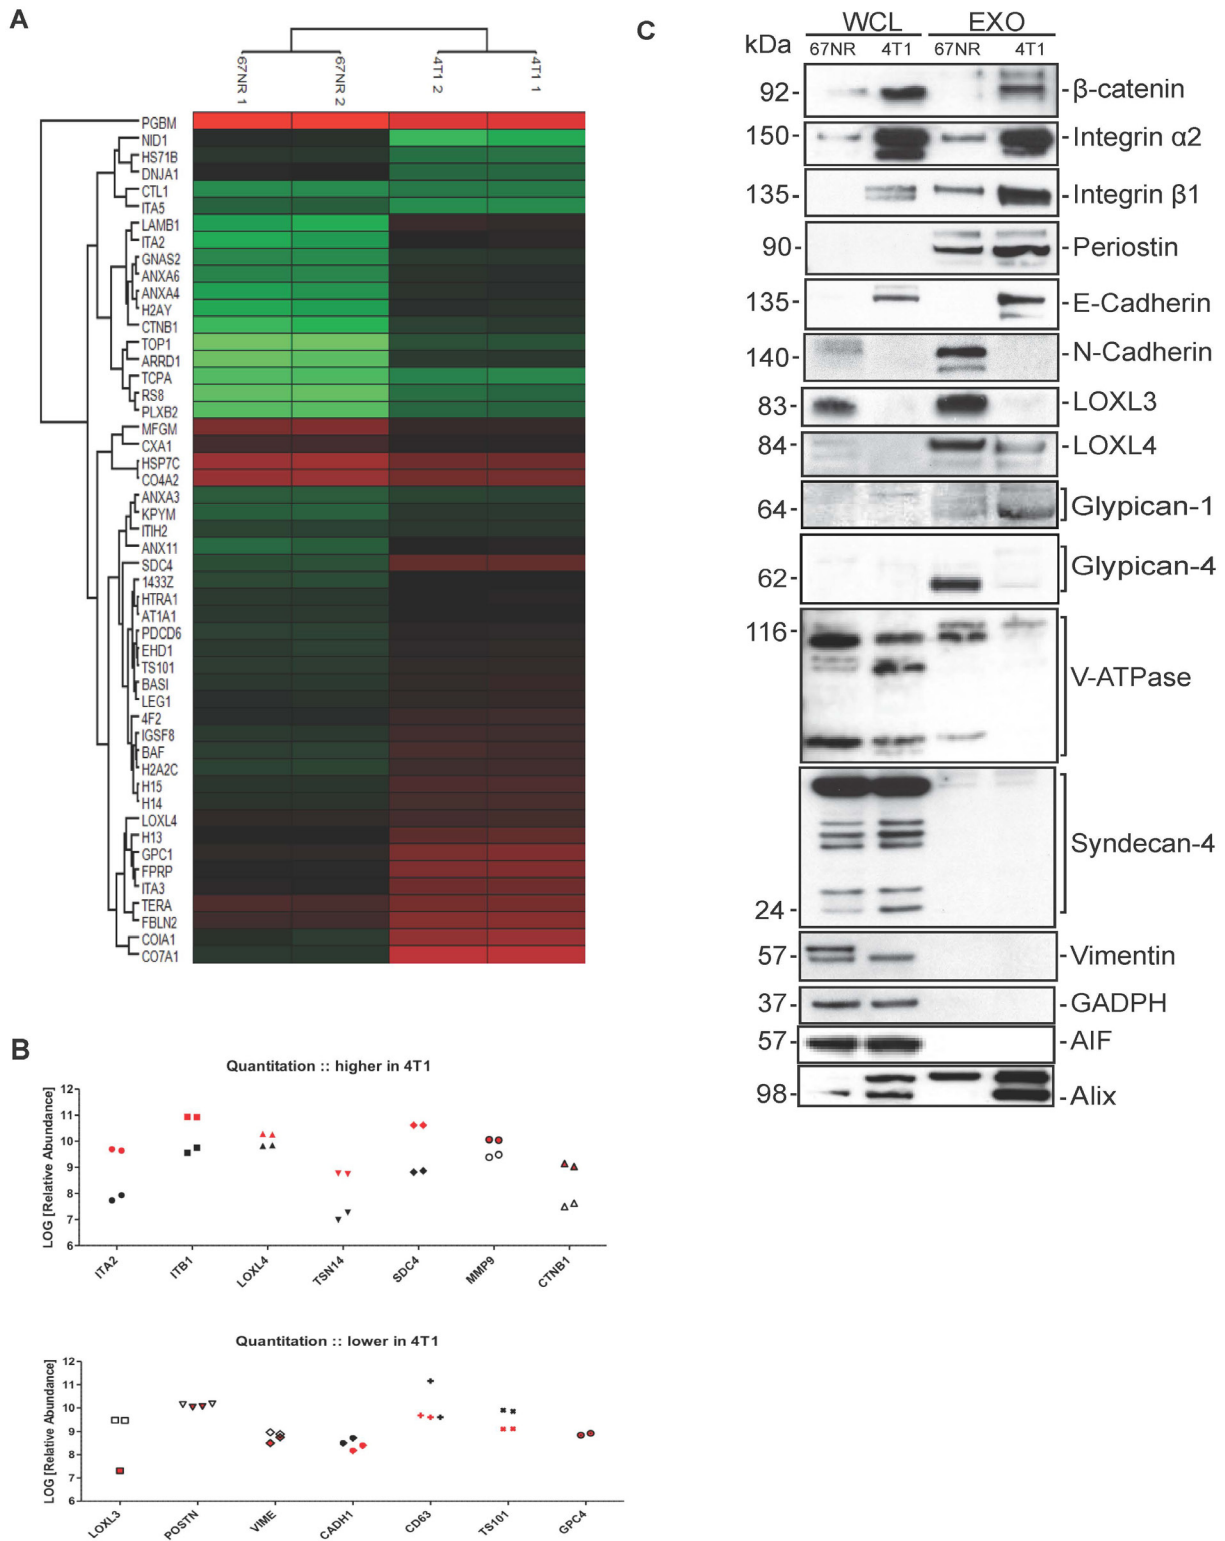 A
67NR 1
67NR 2
4T1 2
4T1 1
PGBM
NID1
HS71B
DNJA1
CTL1
ITA5
LAMB1
ITA2
GNAS2
ANXA6
ANXA4
H2AY
CTNB1
TOP1
ARRD1
TCPA
RS8
PLXB2
MFGM
CXA1
HSP7C
CO4A2
ANXA3
KPYM
ITIH2
ANX11
SDC4
1433Z
HTRA1
AT1A1
PDCD6
EHD1
TS101
BASI
LEG1
4F2
IGSF8
BAF
H2A2C
H15
H14
LOXL4
H13
GPC1
FPRP
ITA3
TERA
FBLN2
COIA1
CO7A1
B
Quantitation :: higher in 4T1
LOG [Relative Abundance]
12
11
10
9
8
7
6
ITA2
ITB1
LOXL4
TSN14
SDC4
MMP9
CTNB1
Quantitation :: lower in 4T1
LOG [Relative Abundance]
12
11
10
9
8
7
6
LOXL3
POSTN
VIME
CADH1
CD63
TS101
GPC4
C
WCL EXO
kDa 67NR 4T1 67NR 4T1
92- -β-catenin
150- -Integrin α2
135- -Integrin β1
90- -Periostin
135- -E-Cadherin
140- -N-Cadherin
83- -LOXL3
84- -LOXL4
64- Glypican-1
62- Glypican-4
116- V-ATPase
24- Syndecan-4
57- -Vimentin
37- -GADPH
57- -AIF
98- -Alix